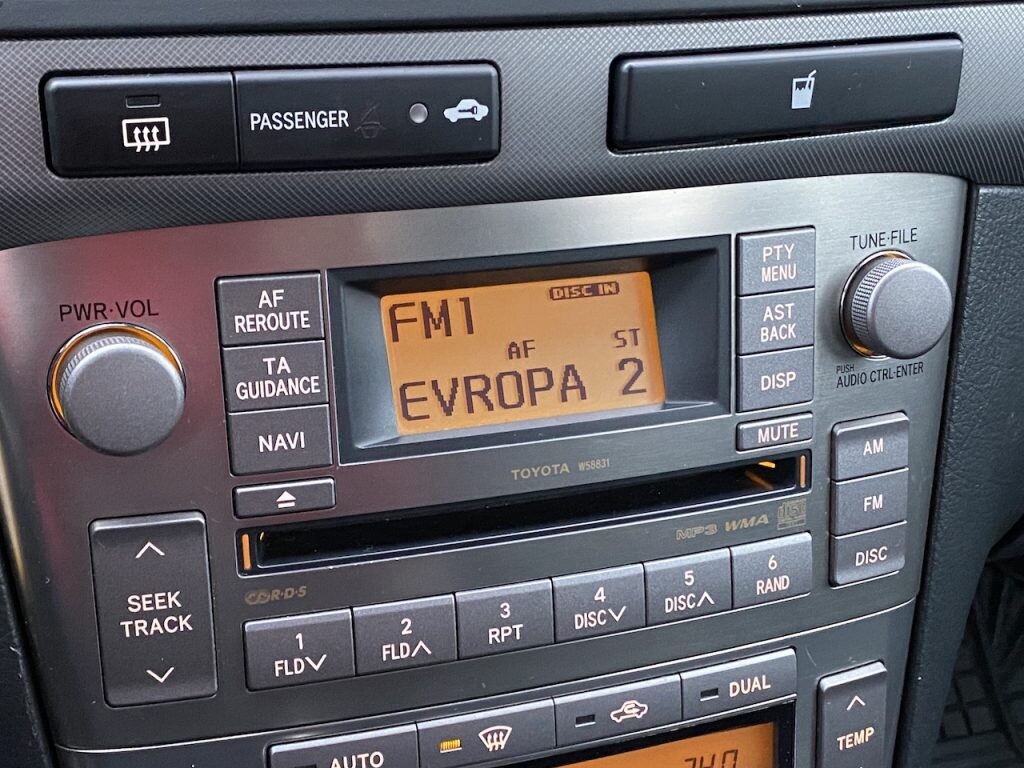 PASSENGER
PWR·VOL
AF
REROUTE
TA
GUIDANCE
NAVI
DISC IN
FM1
AF
ST
EVROPA 2
PTY
MENU
AST
BACK
DISP
MUTE
TUNE·FILE
PUSH
AUDIO CTRL·ENTER
AM
FM
DISC
TOYOTA W58831
MP3 WMA
R·D·S
SEEK
TRACK
1
FLD
2
FLD
3
RPT
4
DISC
5
DISC
6
RAND
AUTO
DUAL
TEMP